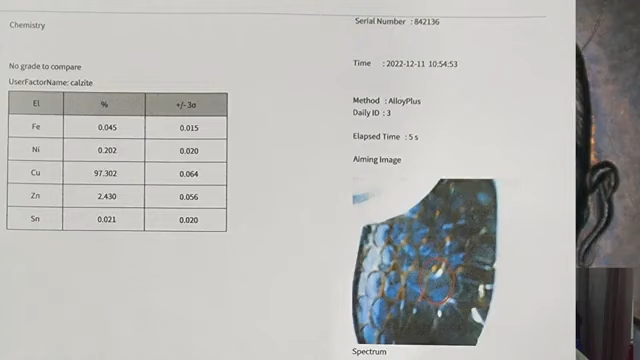 Chemistry
No grade to compare
UserFactorName: calzite
El % +/-3σ
Fe 0.045 0.015
Ni 0.202 0.020
Cu 97.302 0.064
Zn 2.430 0.056
Sn 0.021 0.020
Serial Number : 842136
Time : 2022-12-11 10:54:53
Method : AlloyPlus
Daily ID : 3
Elapsed Time : 5 s
Aiming Image
Spectrum